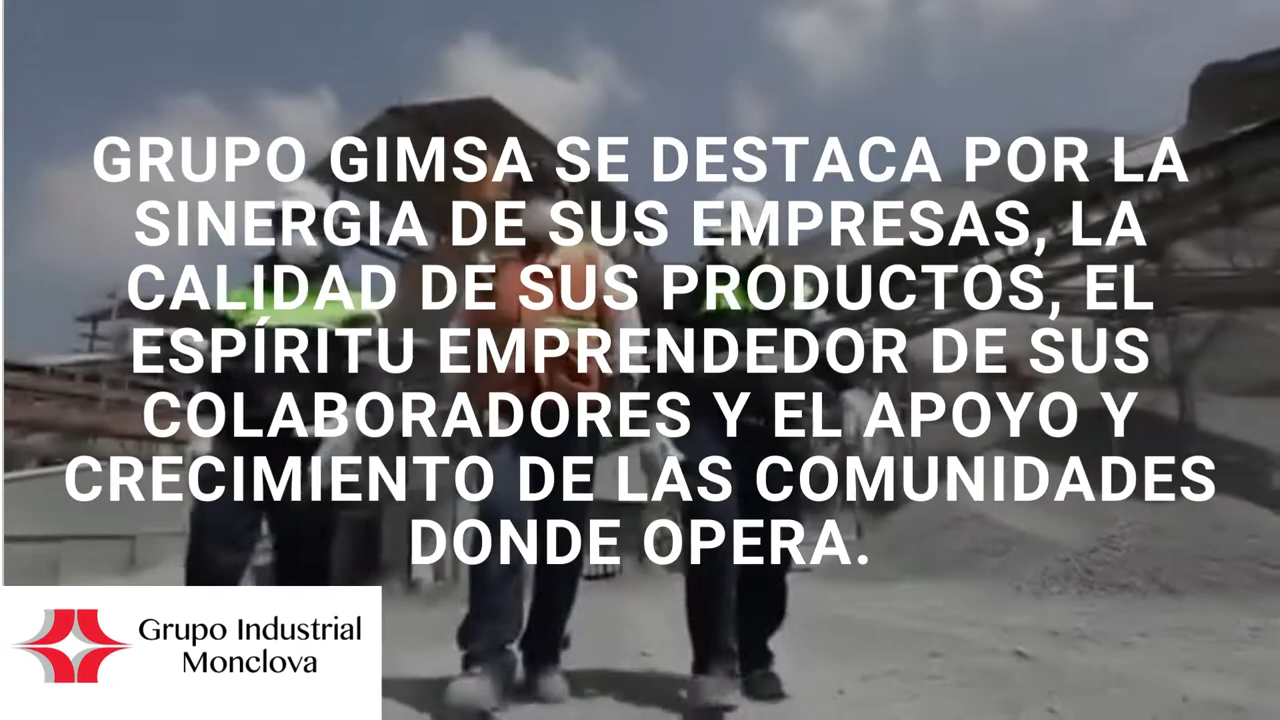 GRUPO GIMSA SE DESTACA POR LA
SINERGIA DE SUS EMPRESAS, LA
CALIDAD DE SUS PRODUCTOS, EL
ESPÍRITU EMPRENDEDOR DE SUS
COLABORADORES Y EL APOYO Y
CRECIMIENTO DE LAS COMUNIDADES
DONDE OPERA.
Grupo Industrial
Monclova